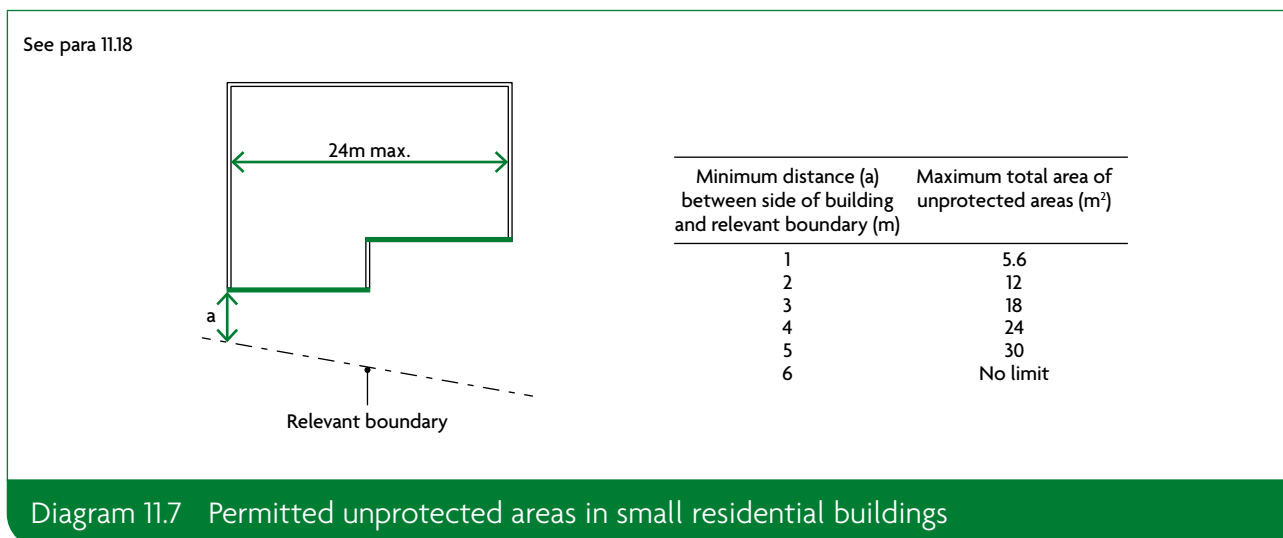 See para 11.18
24m max.
a
Relevant boundary
Minimum distance (a) between side of building and relevant boundary (m)
Maximum total area of unprotected areas (m²)
1 5.6
2 12
3 18
4 24
5 30
6 No limit
Diagram 11.7 Permitted unprotected areas in small residential buildings